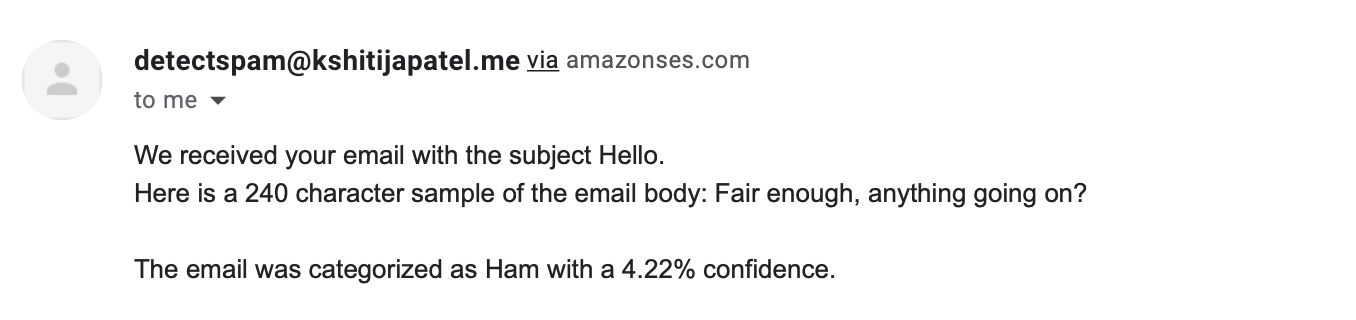 detectspam@kshitijapatel.me via amazonses.com
to me
We received your email with the subject Hello.
Here is a 240 character sample of the email body: Fair enough, anything going on?
The email was categorized as Ham with a 4.22% confidence.